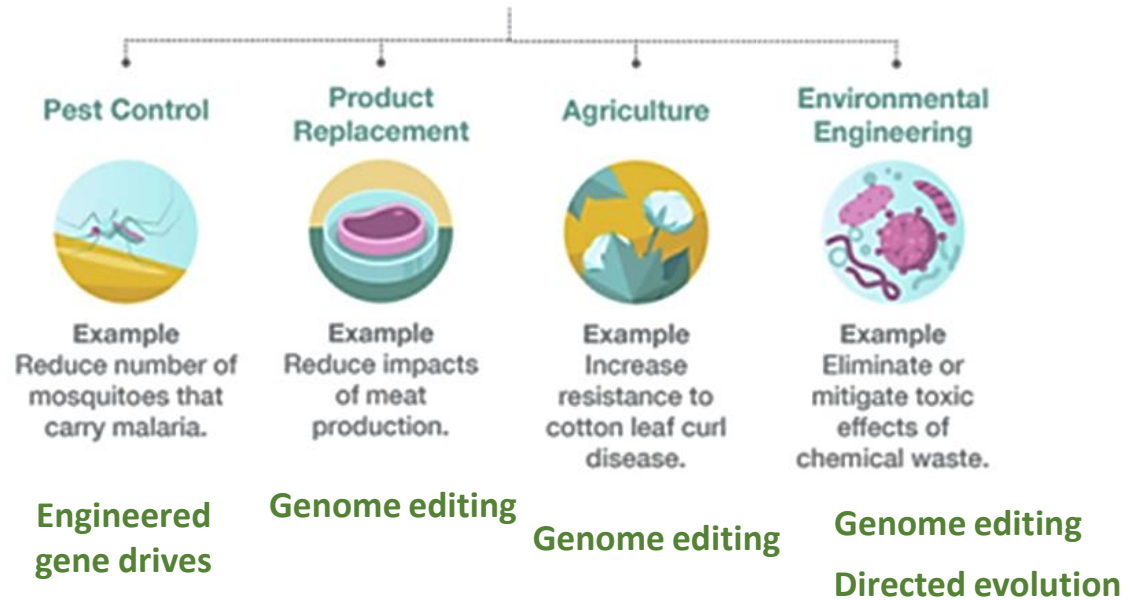 Pest Control
Example
Reduce number of
mosquitoes that
carry malaria.
Engineered
gene drives
Product
Replacement
Example
Reduce impacts
of meat
production.
Genome editing
Agriculture
Example
Increase
resistance to
cotton leaf curl
disease.
Genome editing
Environmental
Engineering
Example
Eliminate or
mitigate toxic
effects of
chemical waste.
Genome editing
Directed evolution